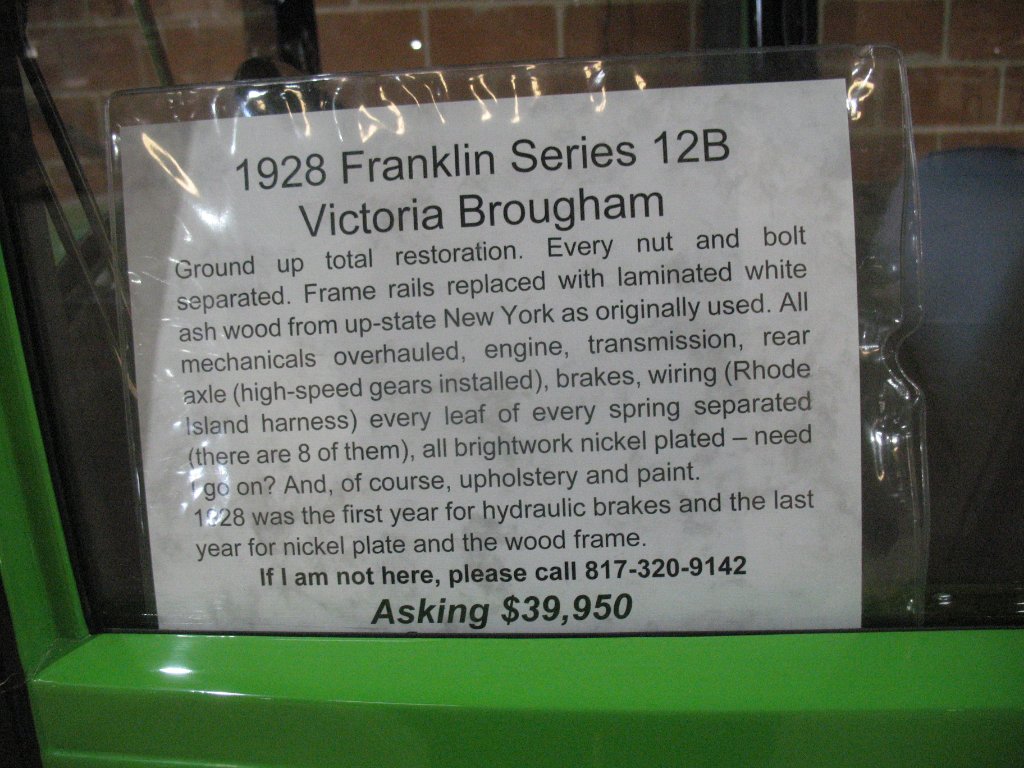 1928 Franklin Series 12B
Victoria Brougham
Ground up total restoration. Every nut and bolt
separated. Frame rails replaced with laminated white
ash wood from up-state New York as originally used. All
mechanicals overhauled, engine, transmission, rear
axle (high-speed gears installed), brakes, wiring (Rhode
Island harness) every leaf of every spring separated
(there are 8 of them), all brightwork nickel plated – need
I go on? And, of course, upholstery and paint.
1928 was the first year for hydraulic brakes and the last
year for nickel plate and the wood frame.
If I am not here, please call 817-320-9142
Asking $39,950